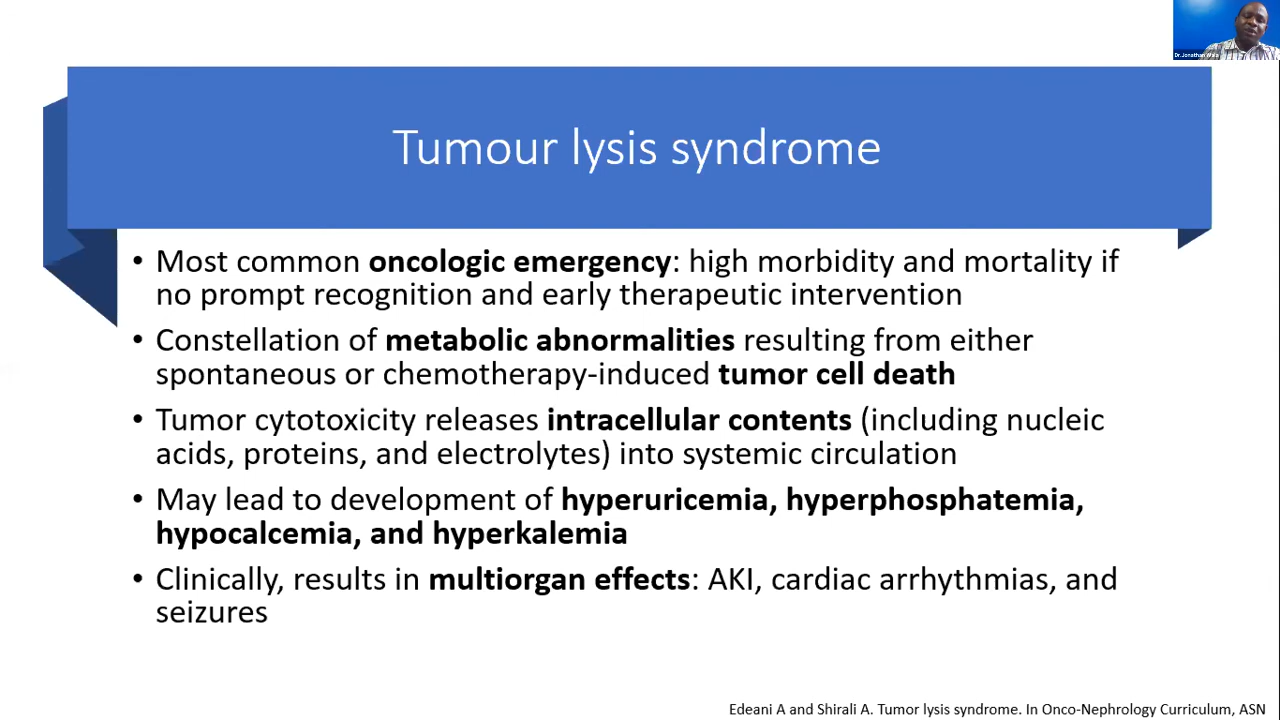 Dr.Jonathan
Tumour lysis syndrome
• Most common oncologic emergency: high morbidity and mortality if
no prompt recognition and early therapeutic intervention
• Constellation of metabolic abnormalities resulting from either
spontaneous or chemotherapy-induced tumor cell death
• Tumor cytotoxicity releases intracellular contents (including nucleic
acids, proteins, and electrolytes) into systemic circulation
• May lead to development of hyperuricemia, hyperphosphatemia,
hypocalcemia, and hyperkalemia
• Clinically, results in multiorgan effects: AKI, cardiac arrhythmias, and
seizures
Edeani A and Shirali A. Tumor lysis syndrome. In Onco-Nephrology Curriculum, ASN